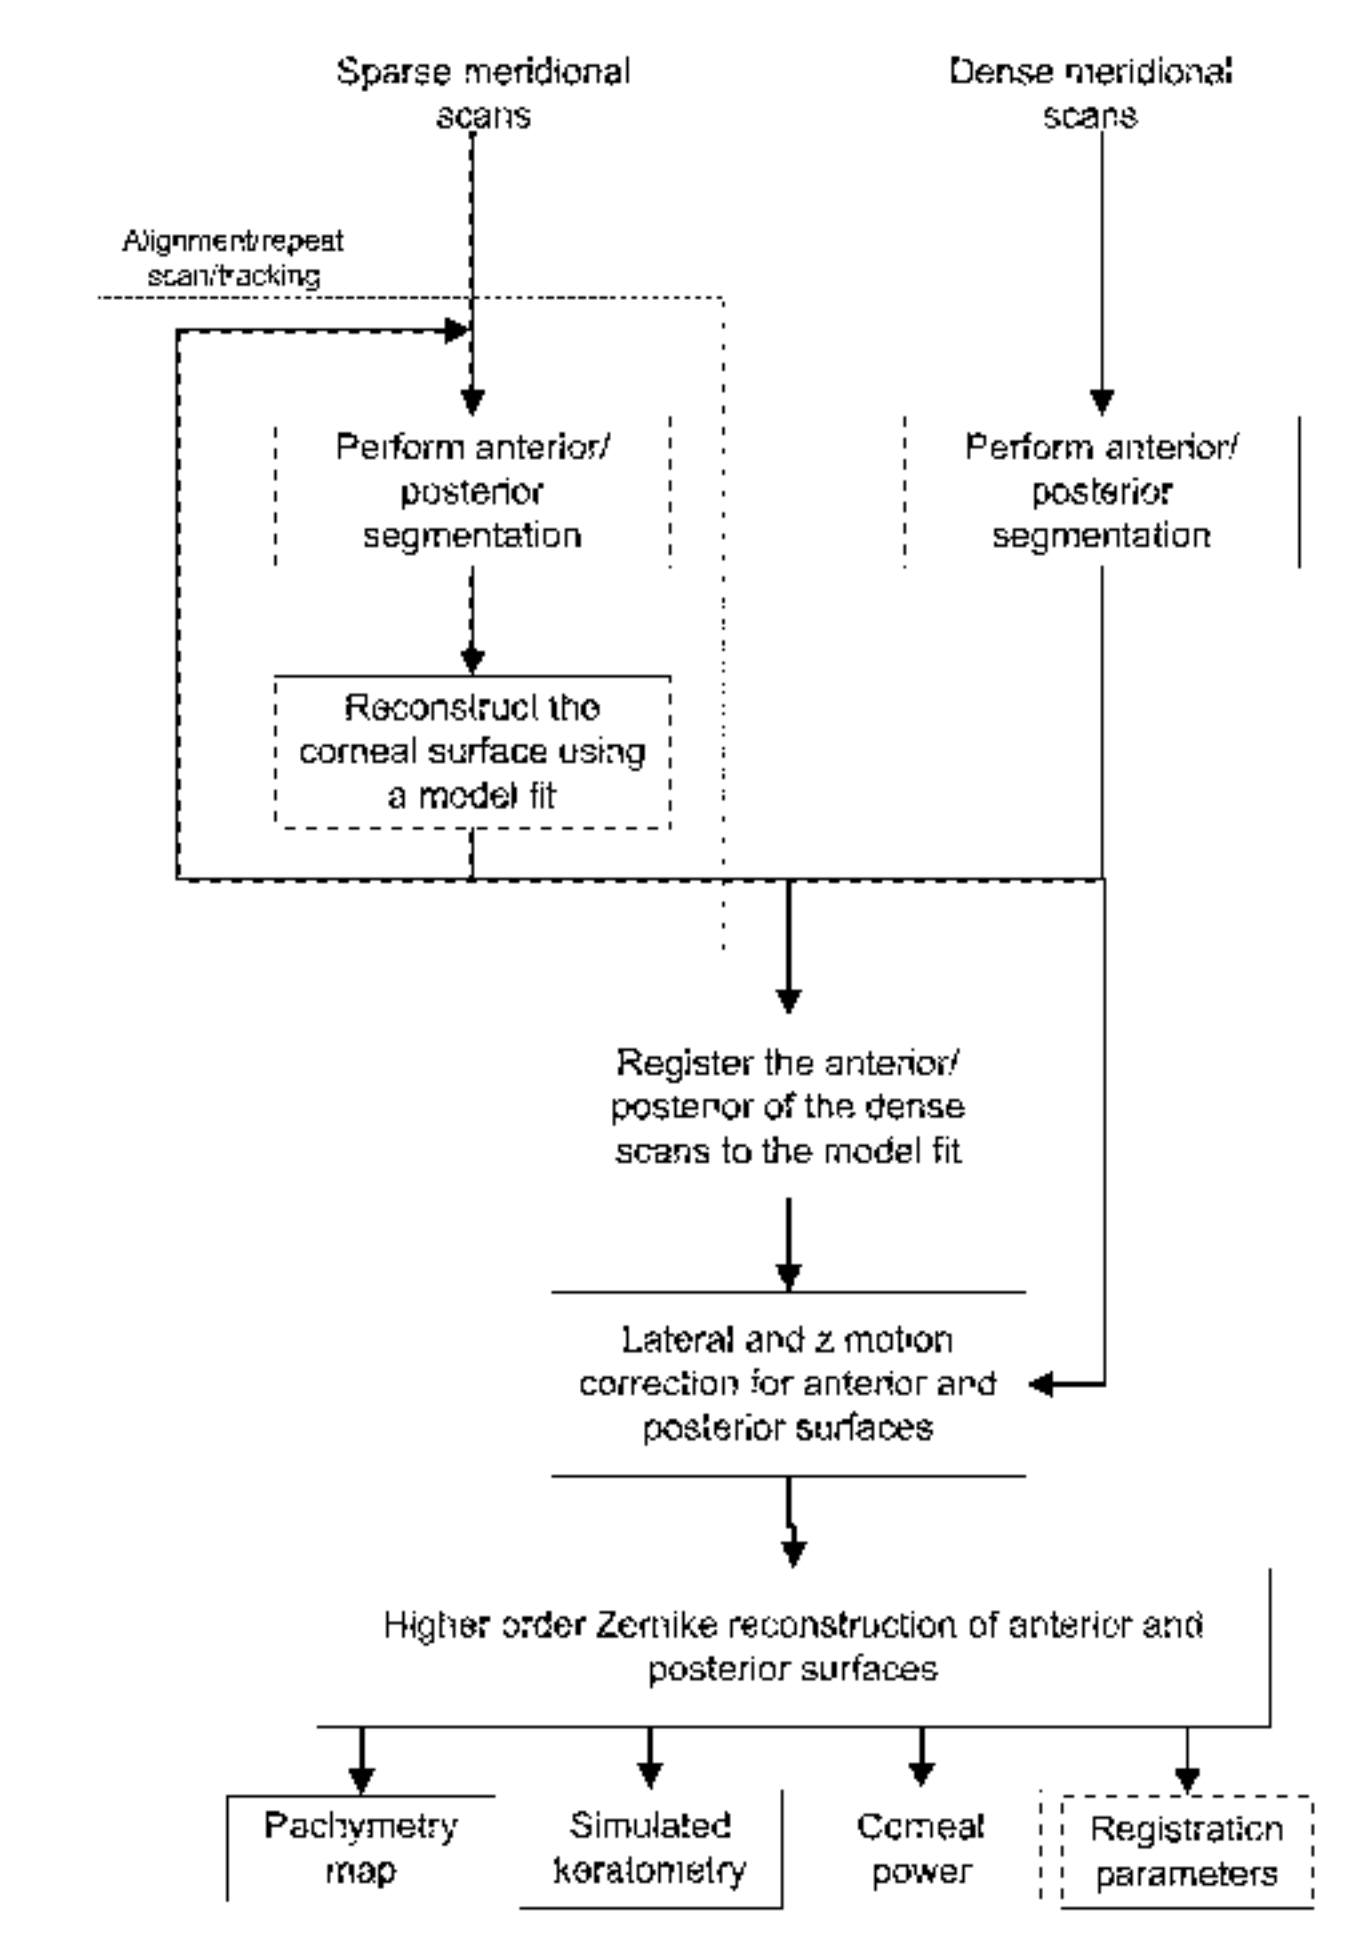 Sparse meridional
scans
Dense meridional
scans
Alignment/repeat
scan/tracking
Perform anterior/
posterior
segmentation
Perform anterior/
posterior
segmentation
Reconstruct the
corneal surface using
a model fit
Register the anterior/
posterior of the dense
scans to the model fit
Lateral and z motion
correction for anterior and
posterior surfaces
Higher order Zernike reconstruction of anterior and
posterior surfaces
Pachymetry
map
Simulated
keratometry
Corneal
power
Registration
parameters